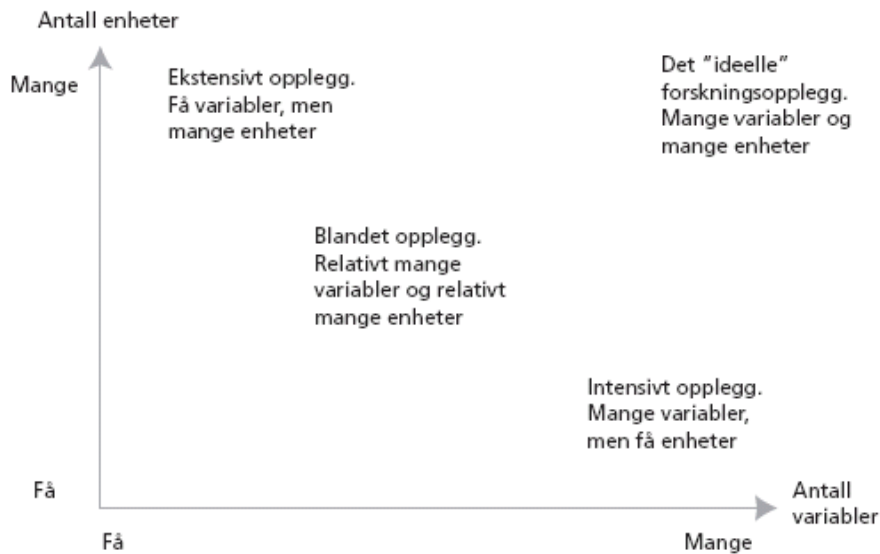 Antall enheter
Mange
Ekstensivt opplegg.
Få variabler, men
mange enheter
Det "ideelle"
forskningsopplegg.
Mange variabler og
mange enheter
Blandet opplegg.
Relativt mange
variabler og relativt
mange enheter
Intensivt opplegg.
Mange variabler,
men få enheter
Få
Antall
variabler
Få
Mange